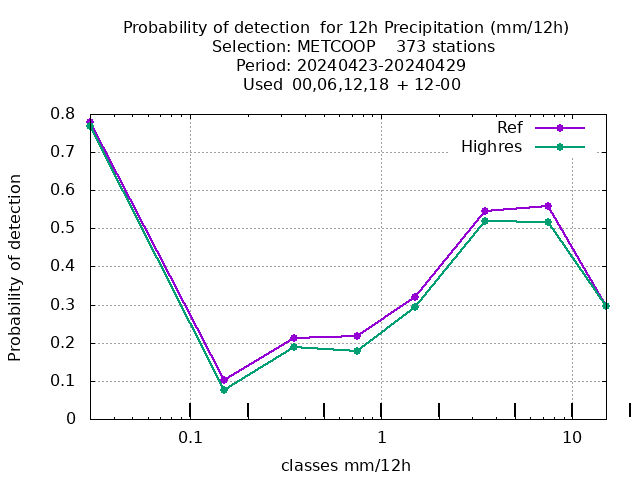 Probability of detection  for 12h Precipitation (mm/12h)
Selection: METCOOP    373 stations
Period: 20240423-20240429
Used  00,06,12,18  + 12-00
Ref
Highres
0.8
0.7
0.6
0.5
0.4
0.3
0.2
0.1
0
Probability of detection
0.1
1
10
classes mm/12h